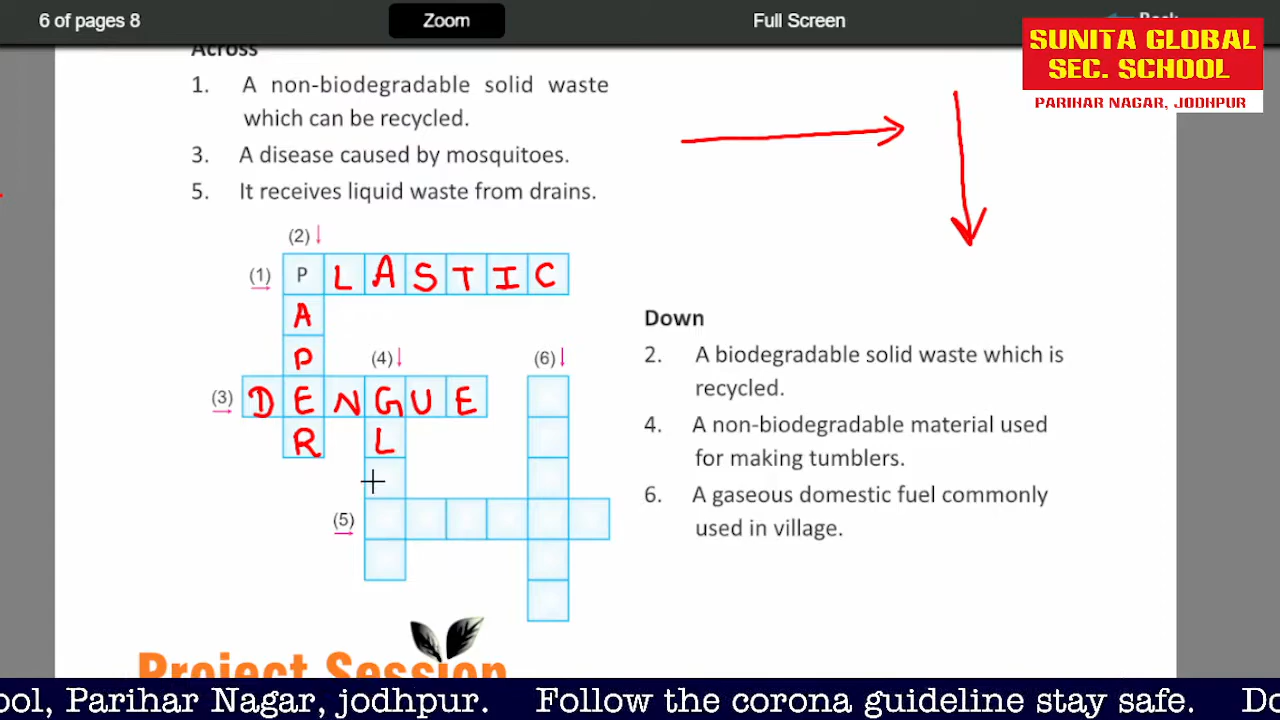 6 of pages 8
Zoom
Full Screen
Back
SUNITA GLOBAL
SEC. SCHOOL
PARIHAR NAGAR, JODHPUR
Across
1. A non-biodegradable solid waste
which can be recycled.
3. A disease caused by mosquitoes.
5. It receives liquid waste from drains.
(2)
(1) P L A S T I C
A
P
(4)
(6)
(3) D E N G U E
R L
(5)
Down
2. A biodegradable solid waste which is
recycled.
4. A non-biodegradable material used
for making tumblers.
6. A gaseous domestic fuel commonly
used in village.
Project Session
ool, Parihar Nagar, jodhpur. Follow the corona guideline stay safe. Do